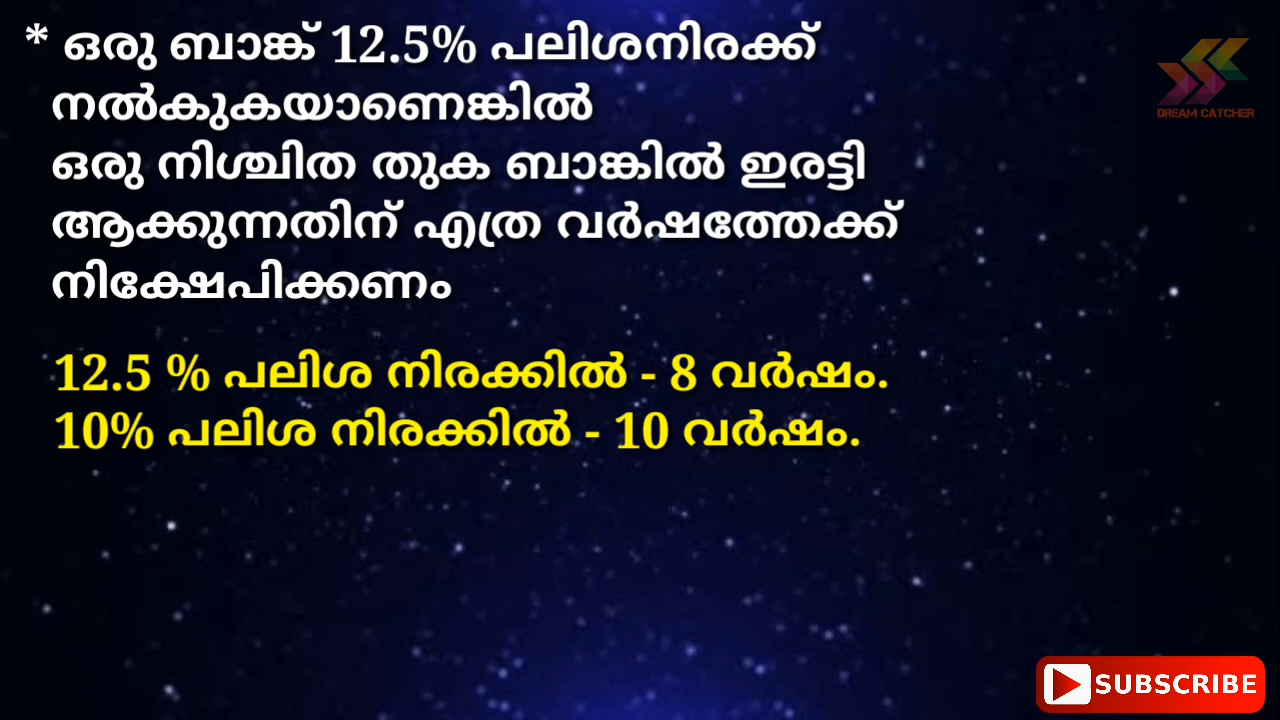 * ഒരു ബാങ്ക് 12.5% പലിശനിരക്ക്
നൽകുകയാണെങ്കിൽ
ഒരു നിശ്ചിത തുക ബാങ്കിൽ ഇരട്ടി
ആക്കുന്നതിന് എത്ര വർഷത്തേക്ക്
നിക്ഷേപിക്കണം
12.5 % പലിശ നിരക്കിൽ - 8 വർഷം.
10% പലിശ നിരക്കിൽ - 10 വർഷം.
DREAM CATCHER
SUBSCRIBE